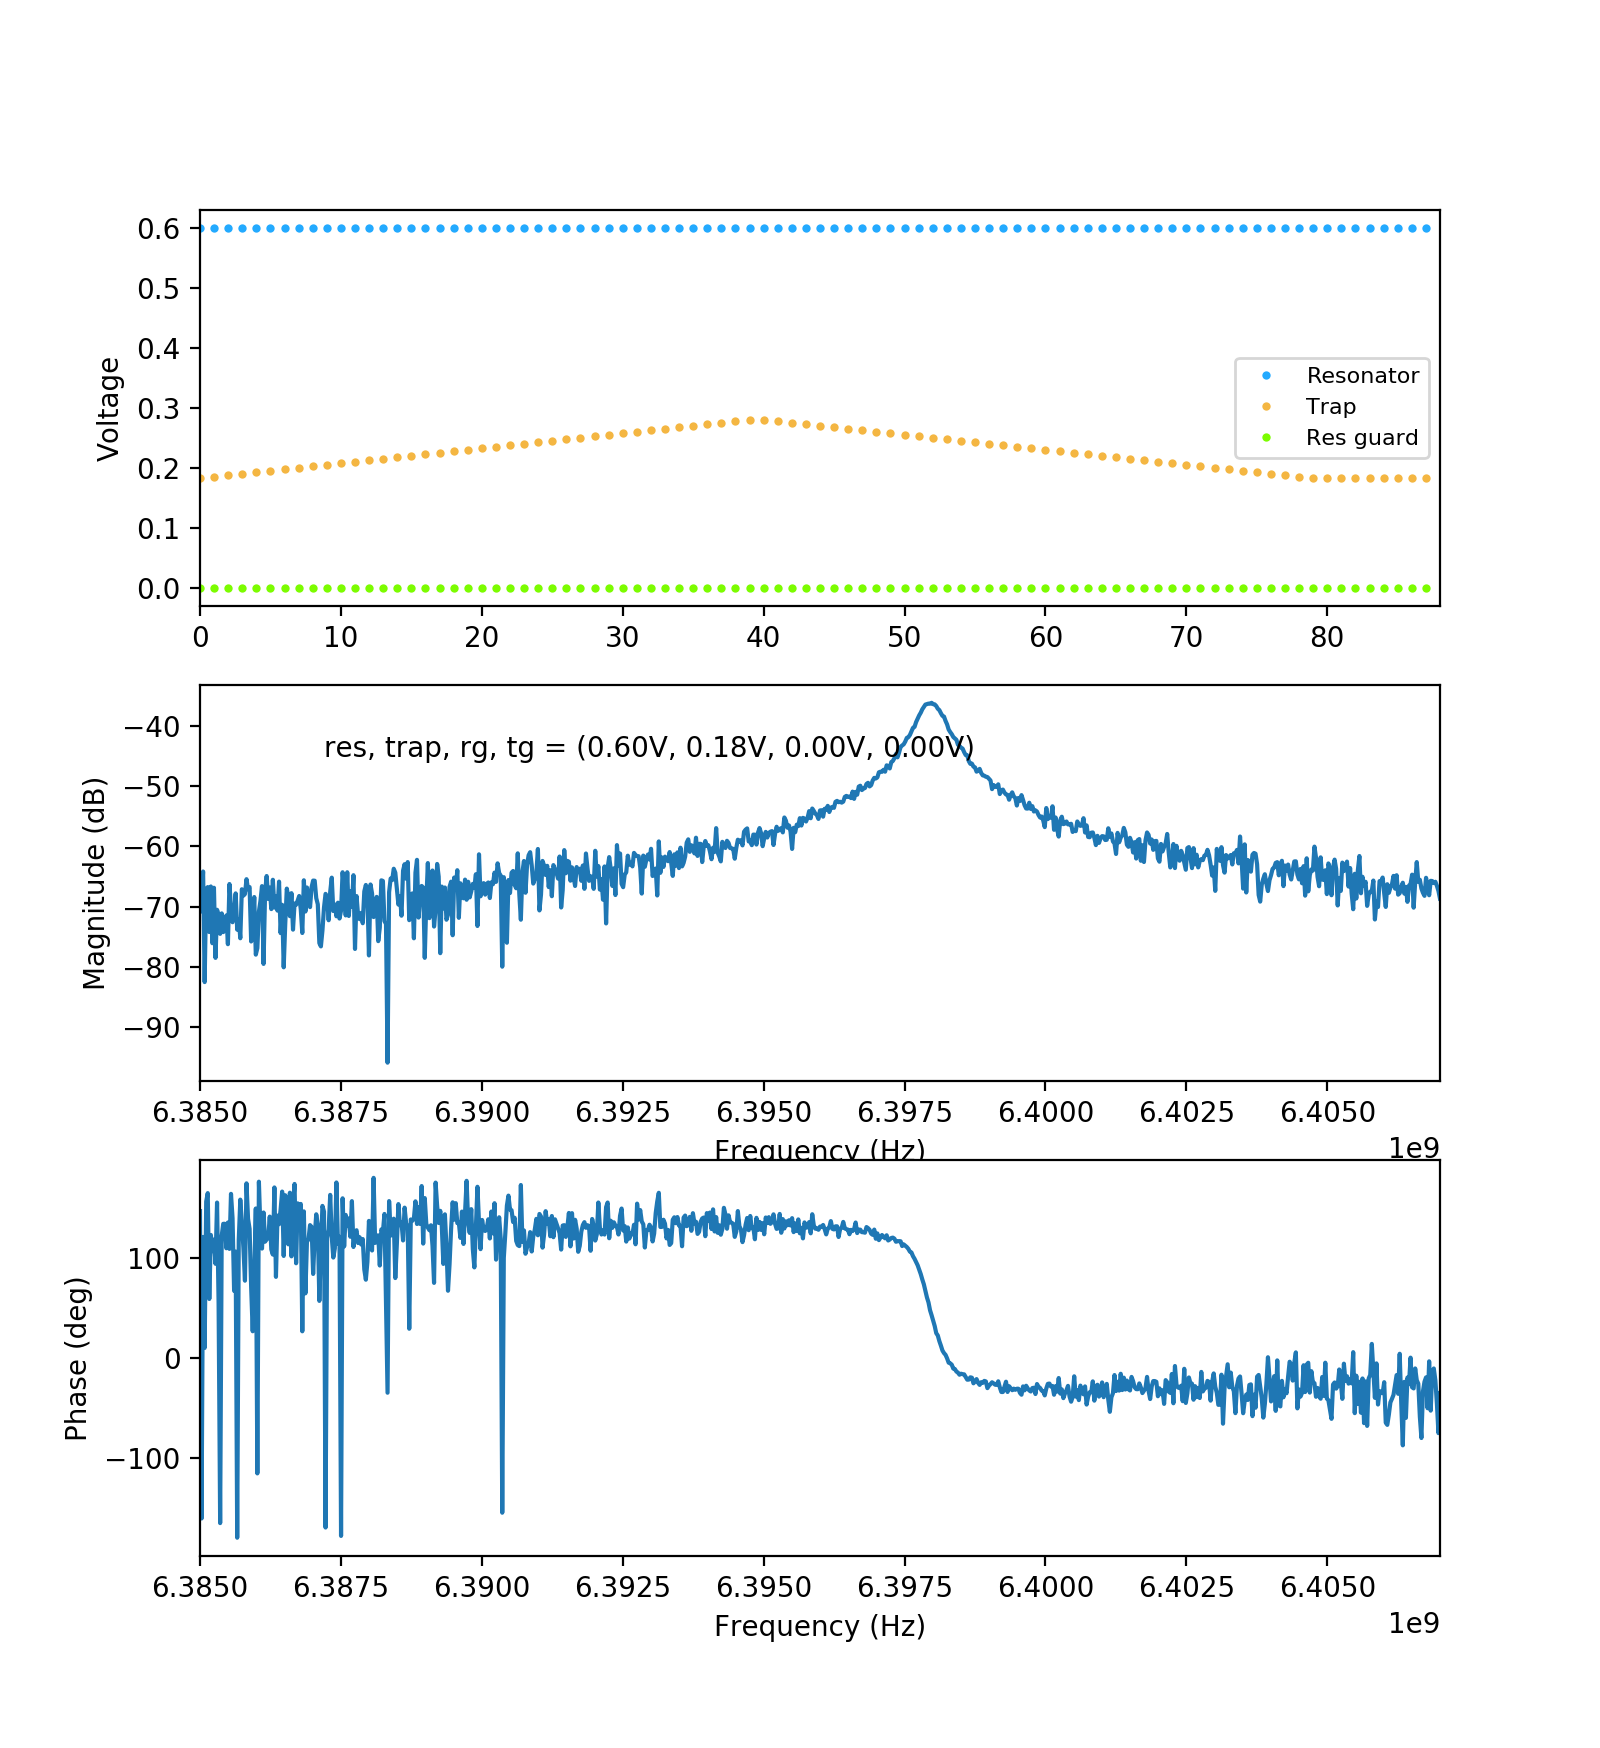 0.6
0.5
0.4
0.3
0.2
0.1
0.0
Voltage
Resonator
Trap
Res guard
0 10 20 30 40 50 60 70 80
−40
−50
−60
−70
−80
−90
Magnitude (dB)
res, trap, rg, tg = (0.60V, 0.18V, 0.00V, 0.00V)
6.3850 6.3875 6.3900 6.3925 6.3950 6.3975 6.4000 6.4025 6.4050
Frequency (Hz)
1e9
100
0
−100
Phase (deg)
6.3850 6.3875 6.3900 6.3925 6.3950 6.3975 6.4000 6.4025 6.4050
Frequency (Hz)
1e9